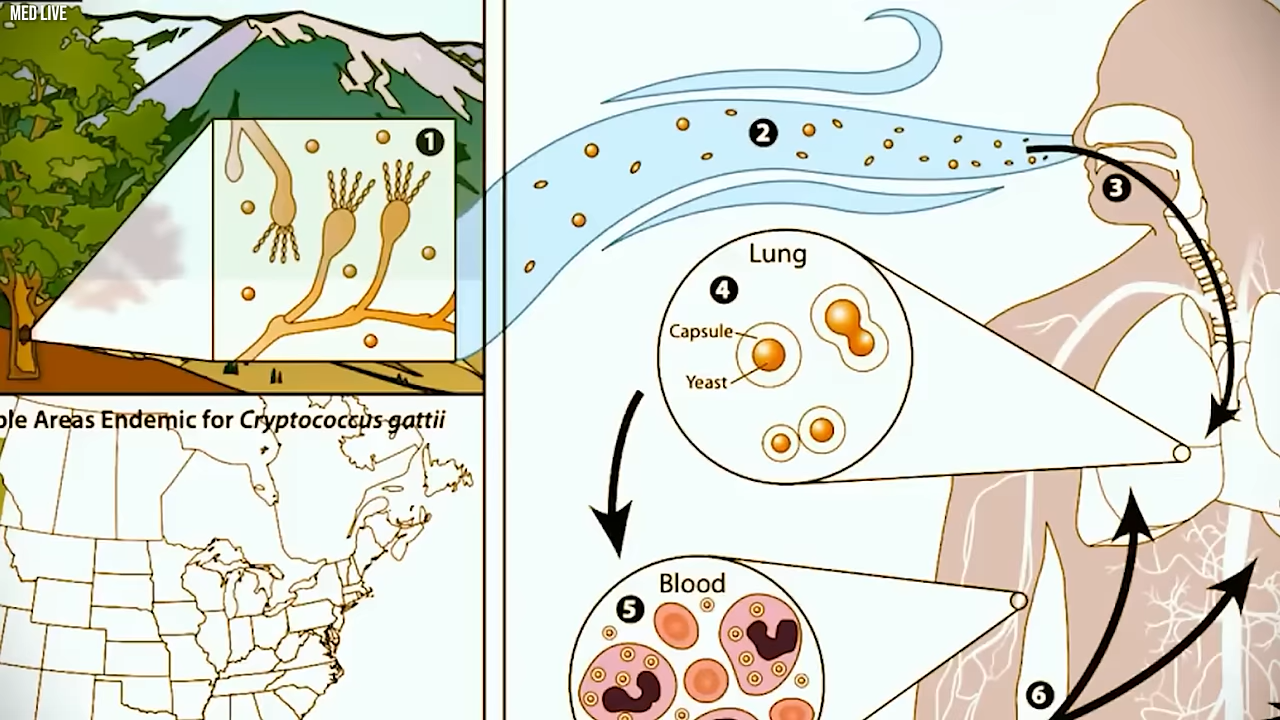 MED LIVE
1
2
3
Lung
4
Capsule
Yeast
Areas Endemic for Cryptococcus gattii
Blood
5
6